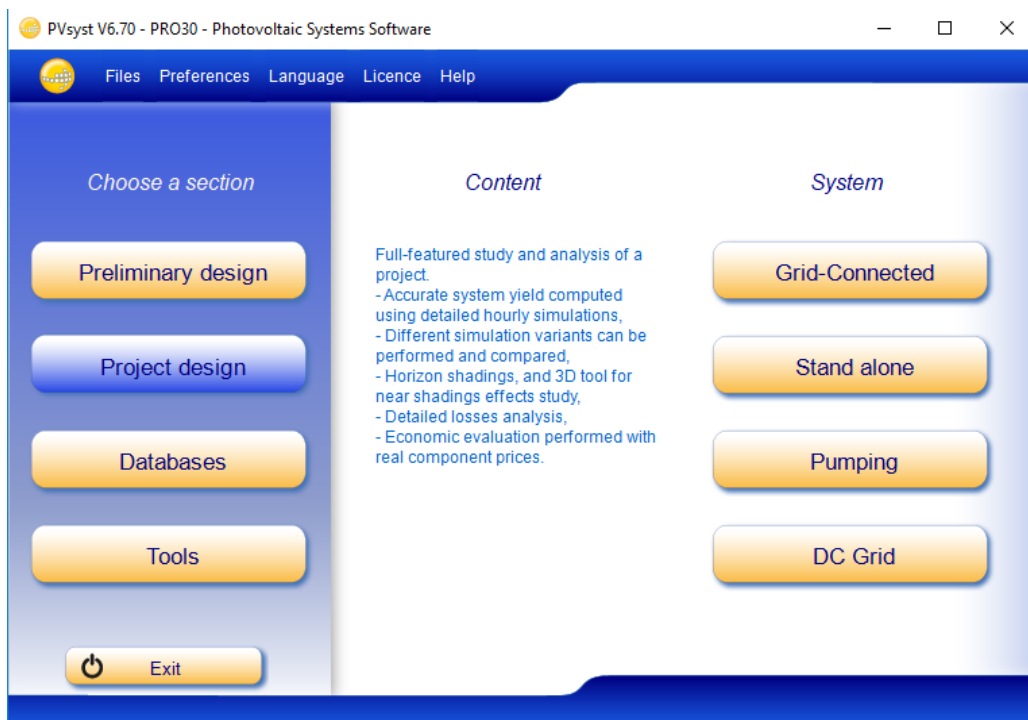 PVsyst V6.70 - PRO30 - Photovoltaic Systems Software
Files Preferences Language Licence Help
Choose a section
Preliminary design
Project design
Databases
Tools
Exit
Content
Full-featured study and analysis of a
project.
- Accurate system yield computed
using detailed hourly simulations,
- Different simulation variants can be
performed and compared,
- Horizon shadings, and 3D tool for
near shadings effects study,
- Detailed losses analysis,
- Economic evaluation performed with
real component prices.
System
Grid-Connected
Stand alone
Pumping
DC Grid